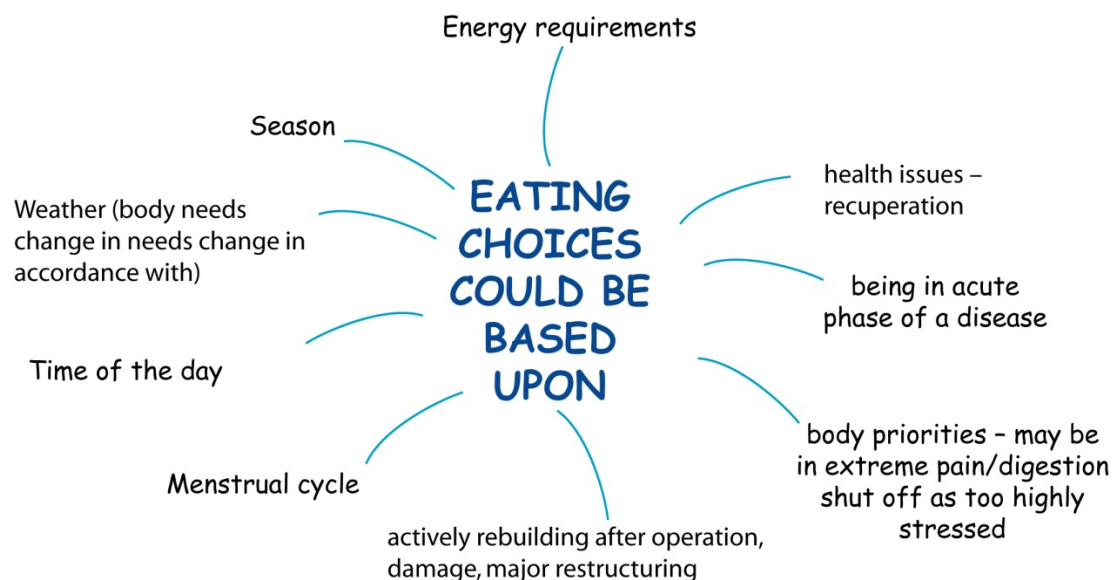 Energy requirements
Season
Weather (body needs
change in needs change in
accordance with)
Time of the day
Menstrual cycle
EATING
CHOICES
COULD BE
BASED
UPON
health issues –
recuperation
being in acute
phase of a disease
body priorities – may be
in extreme pain/digestion
shut off as too highly
stressed
actively rebuilding after operation,
damage, major restructuring